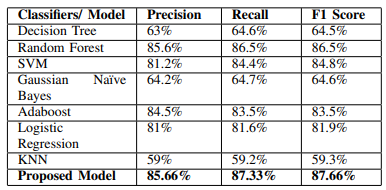 Classifiers/ Model Precision Recall F1 Score
Decision Tree 63% 64.6% 64.5%
Random Forest 85.6% 86.5% 86.5%
SVM 81.2% 84.4% 84.8%
Gaussian Naïve 64.2% 64.7% 64.6%
Bayes
Adaboost 84.5% 83.5% 83.5%
Logistic 81% 81.6% 81.9%
Regression
KNN 59% 59.2% 59.3%
Proposed Model 85.66% 87.33% 87.66%